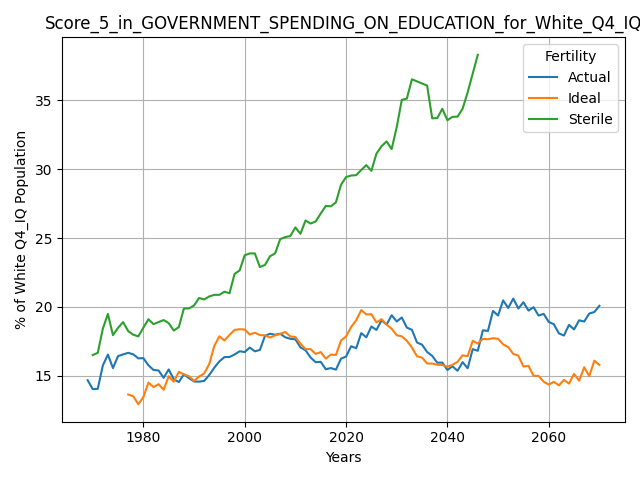 Score_5_in_GOVERNMENT_SPENDING_ON_EDUCATION_for_White_Q4_IQ
% of White Q4_IQ Population
35
30
25
20
15
Fertility
Actual
Ideal
Sterile
1980
2000
2020
2040
2060
Years